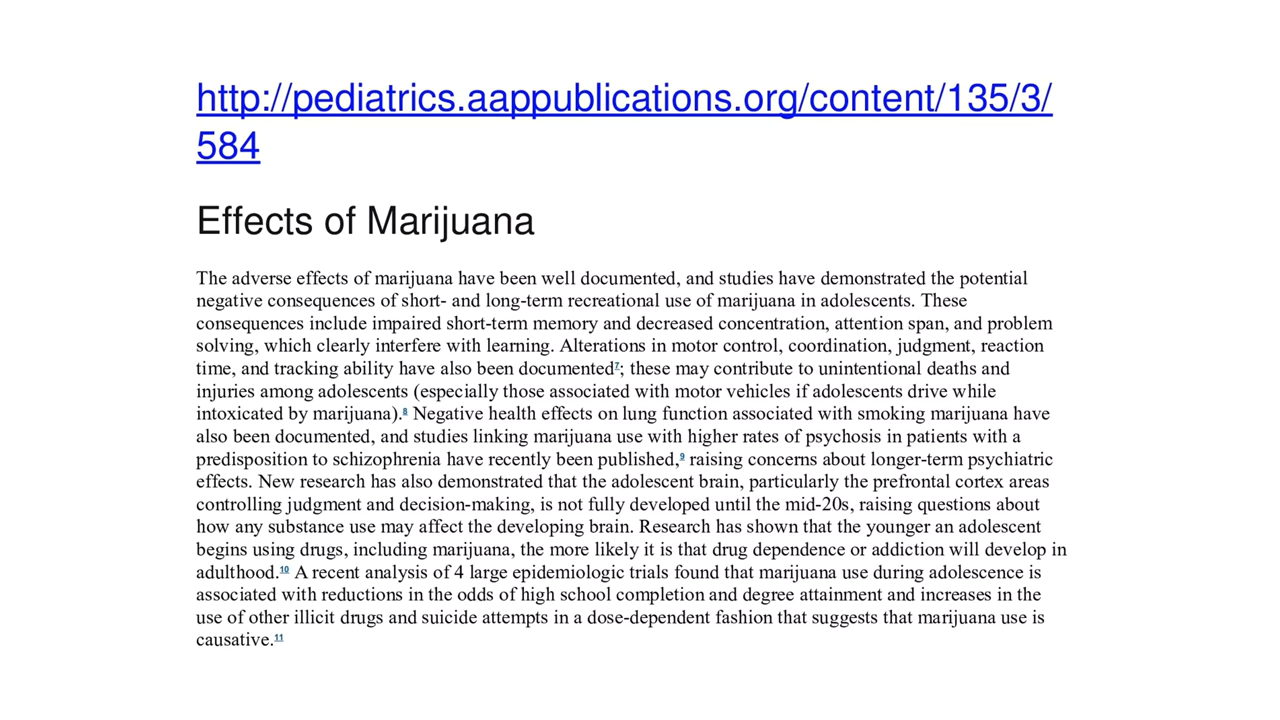 http://pediatrics.aappublications.org/content/135/3/
584
Effects of Marijuana
The adverse effects of marijuana have been well documented, and studies have demonstrated the potential
negative consequences of short- and long-term recreational use of marijuana in adolescents. These
consequences include impaired short-term memory and decreased concentration, attention span, and problem
solving, which clearly interfere with learning. Alterations in motor control, coordination, judgment, reaction
time, and tracking ability have also been documented7; these may contribute to unintentional deaths and
injuries among adolescents (especially those associated with motor vehicles if adolescents drive while
intoxicated by marijuana).8 Negative health effects on lung function associated with smoking marijuana have
also been documented, and studies linking marijuana use with higher rates of psychosis in patients with a
predisposition to schizophrenia have recently been published,9 raising concerns about longer-term psychiatric
effects. New research has also demonstrated that the adolescent brain, particularly the prefrontal cortex areas
controlling judgment and decision-making, is not fully developed until the mid-20s, raising questions about
how any substance use may affect the developing brain. Research has shown that the younger an adolescent
begins using drugs, including marijuana, the more likely it is that drug dependence or addiction will develop in
adulthood.10 A recent analysis of 4 large epidemiologic trials found that marijuana use during adolescence is
associated with reductions in the odds of high school completion and degree attainment and increases in the
use of other illicit drugs and suicide attempts in a dose-dependent fashion that suggests that marijuana use is
causative.11